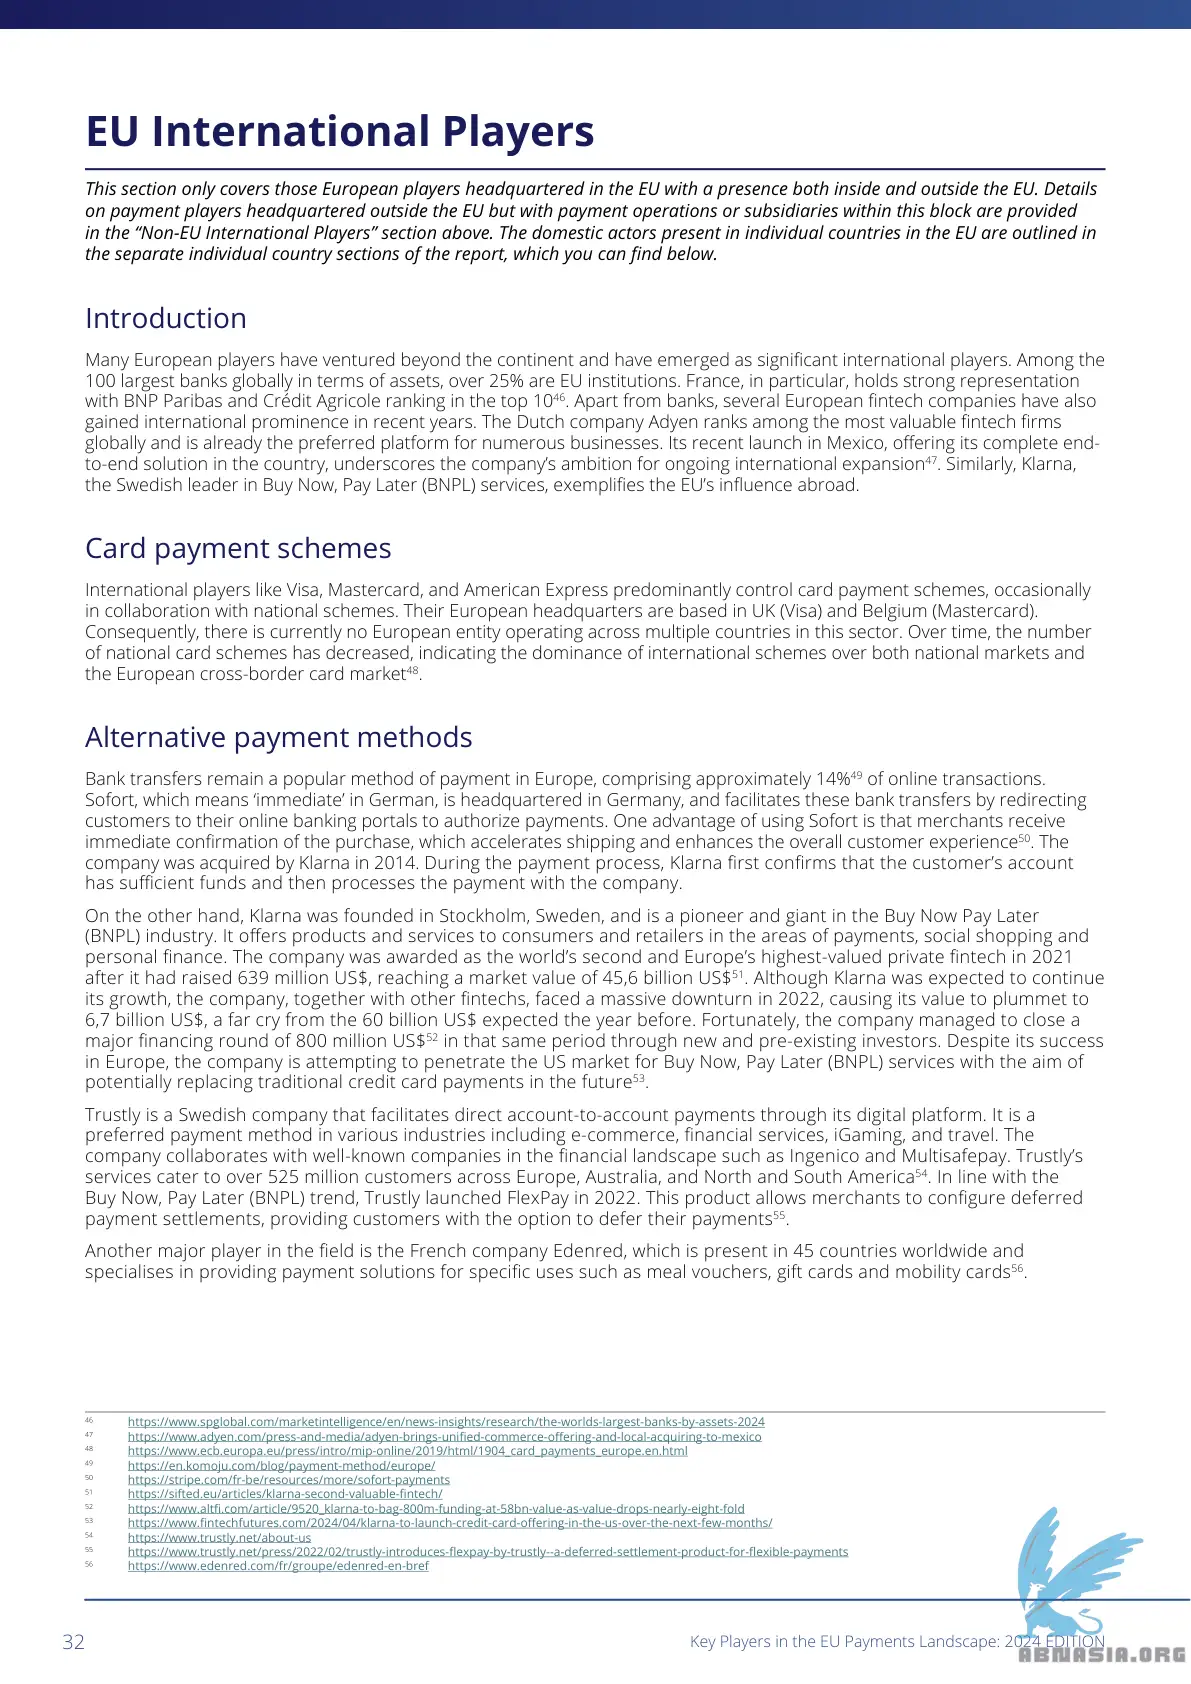 EU International Players
This section only covers those European players headquartered in the EU with a presence both inside and outside the EU. Details
on payment players headquartered outside the EU but with payment operations or subsidiaries within this block are provided
in the “Non-EU International Players” section above. The domestic actors present in individual countries in the EU are outlined in
the separate individual country sections of the report, which you can find below.
Introduction
Many European players have ventured beyond the continent and have emerged as significant international players. Among the
100 largest banks globally in terms of assets, over 25% are EU institutions. France, in particular, holds strong representation
with BNP Paribas and Crédit Agricole ranking in the top 1046. Apart from banks, several European fintech companies have also
gained international prominence in recent years. The Dutch company Adyen ranks among the most valuable fintech firms
globally and is already the preferred platform for numerous businesses. Its recent launch in Mexico, offering its complete end-
to-end solution in the country, underscores the company’s ambition for ongoing international expansion47. Similarly, Klarna,
the Swedish leader in Buy Now, Pay Later (BNPL) services, exemplifies the EU’s influence abroad.
Card payment schemes
International players like Visa, Mastercard, and American Express predominantly control card payment schemes, occasionally
in collaboration with national schemes. Their European headquarters are based in UK (Visa) and Belgium (Mastercard).
Consequently, there is currently no European entity operating across multiple countries in this sector. Over time, the number
of national card schemes has decreased, indicating the dominance of international schemes over both national markets and
the European cross-border card market48.
Alternative payment methods
Bank transfers remain a popular method of payment in Europe, comprising approximately 14%49 of online transactions.
Sofort, which means ‘immediate’ in German, is headquartered in Germany, and facilitates these bank transfers by redirecting
customers to their online banking portals to authorize payments. One advantage of using Sofort is that merchants receive
immediate confirmation of the purchase, which accelerates shipping and enhances the overall customer experience50. The
company was acquired by Klarna in 2014. During the payment process, Klarna first confirms that the customer’s account
has sufficient funds and then processes the payment with the company.
On the other hand, Klarna was founded in Stockholm, Sweden, and is a pioneer and giant in the Buy Now Pay Later
(BNPL) industry. It offers products and services to consumers and retailers in the areas of payments, social shopping and
personal finance. The company was awarded as the world’s second and Europe’s highest-valued private fintech in 2021
after it had raised 639 million US$, reaching a market value of 45,6 billion US$51. Although Klarna was expected to continue
its growth, the company, together with other fintechs, faced a massive downturn in 2022, causing its value to plummet to
6,7 billion US$, a far cry from the 60 billion US$ expected the year before. Fortunately, the company managed to close a
major financing round of 800 million US$52 in that same period through new and pre-existing investors. Despite its success
in Europe, the company is attempting to penetrate the US market for Buy Now, Pay Later (BNPL) services with the aim of
potentially replacing traditional credit card payments in the future53.
Trustly is a Swedish company that facilitates direct account-to-account payments through its digital platform. It is a
preferred payment method in various industries including e-commerce, financial services, iGaming, and travel. The
company collaborates with well-known companies in the financial landscape such as Ingenico and Multisafepay. Trustly’s
services cater to over 525 million customers across Europe, Australia, and North and South America54. In line with the
Buy Now, Pay Later (BNPL) trend, Trustly launched FlexPay in 2022. This product allows merchants to configure deferred
payment settlements, providing customers with the option to defer their payments55.
Another major player in the field is the French company Edenred, which is present in 45 countries worldwide and
specialises in providing payment solutions for specific uses such as meal vouchers, gift cards and mobility cards56.
46 https://www.spglobal.com/marketintelligence/en/news-insights/research/the-worlds-largest-banks-by-assets-2024
47 https://www.adyen.com/press-and-media/adyen-brings-unified-commerce-offering-and-local-acquiring-to-mexico
48 https://www.ecb.europa.eu/press/intro/mip-online/2019/html/1904_card_payments_europe.en.html
49 https://en.komoju.com/blog/payment-method/europe/
50 https://stripe.com/fr-be/resources/more/sofort-payments
51 https://sifted.eu/articles/klarna-second-valuable-fintech/
52 https://www.altfi.com/article/9520_klarna-to-bag-800m-funding-at-58bn-value-as-value-drops-nearly-eight-fold
53 https://www.fintechfutures.com/2024/04/klarna-to-launch-credit-card-offering-in-the-us-over-the-next-few-months/
54 https://www.trustly.net/about-us
55 https://www.trustly.net/press/2022/02/trustly-introduces-flexpay-by-trustly--a-deferred-settlement-product-for-flexible-payments
56 https://www.edenred.com/fr/groupe/edenred-en-bref
32
Key Players in the EU Payments Landscape: 2024 EDITION
ABNASIA.ORG